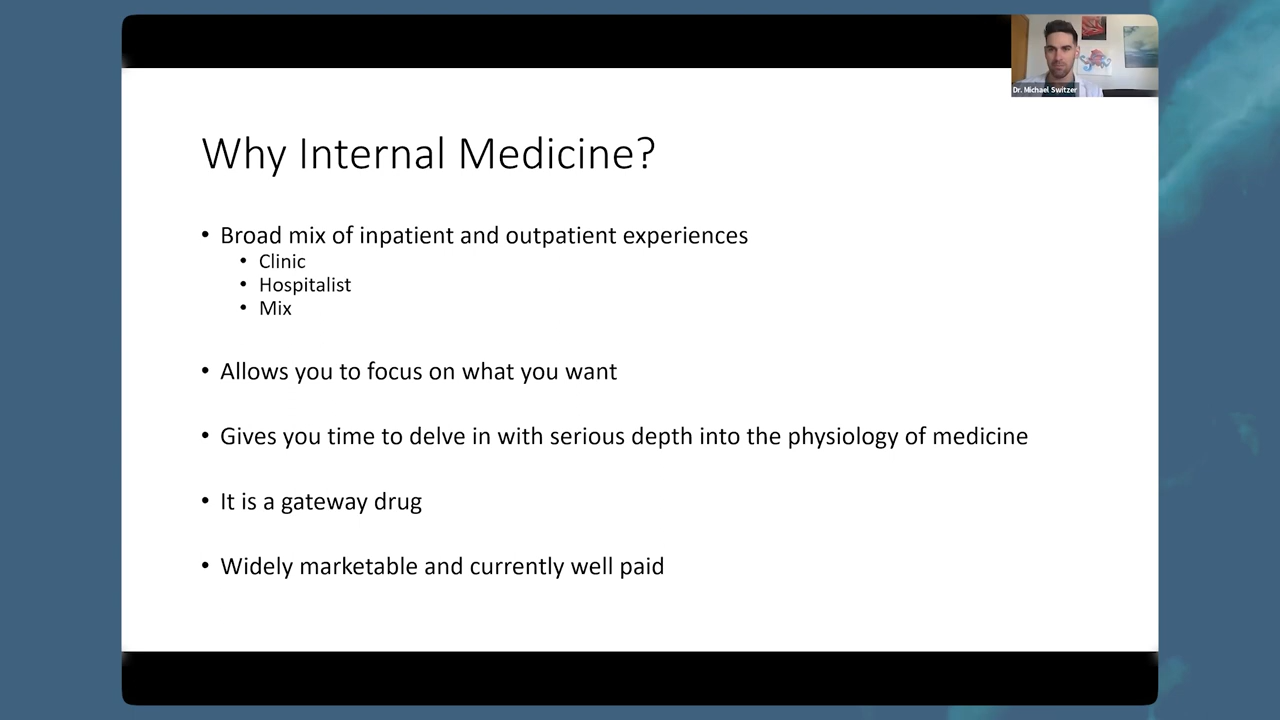 Dr. Michael Switzer
Why Internal Medicine?
• Broad mix of inpatient and outpatient experiences
• Clinic
• Hospitalist
• Mix
• Allows you to focus on what you want
• Gives you time to delve in with serious depth into the physiology of medicine
• It is a gateway drug
• Widely marketable and currently well paid